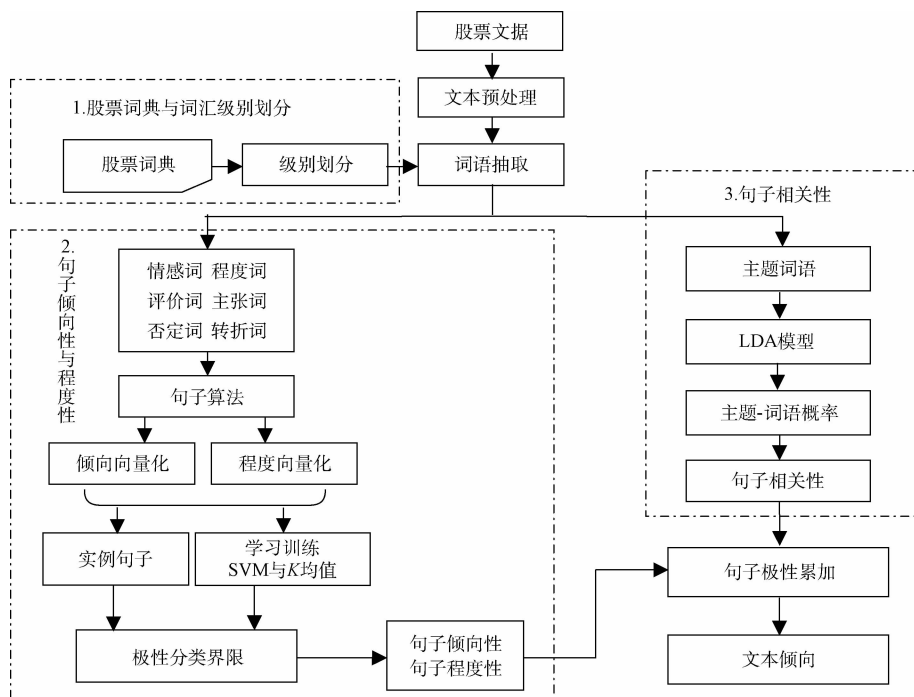 股票文据
文本预处理
1.股票词典与词汇级别划分
股票词典
级别划分
词语抽取
3.句子相关性
2.句子倾向性与程度性
情感词 程度词
评价词 主张词
否定词 转折词
句子算法
倾向向量化
程度向量化
实例句子
学习训练
SVM与K均值
极性分类界限
句子倾向性
句子程度性
主题词语
LDA模型
主题-词语概率
句子相关性
句子极性累加
文本倾向